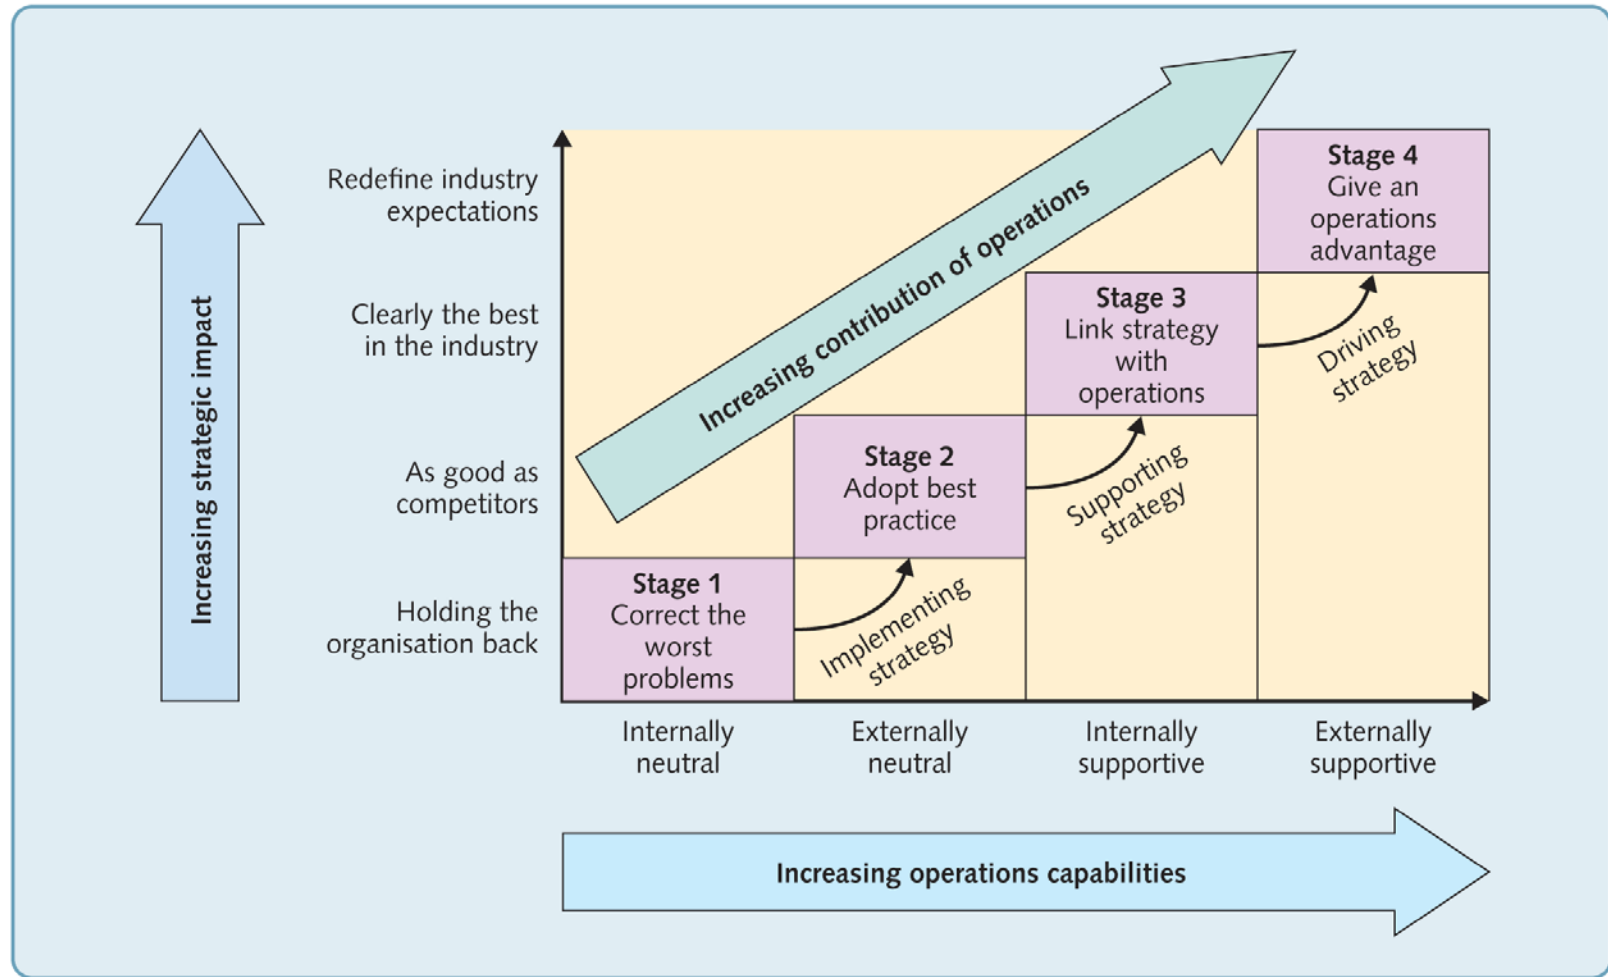 Increasing strategic impact
Redefine industry
expectations
Clearly the best
in the industry
As good as
competitors
Holding the
organisation back
Increasing contribution of operations
Stage 4
Give an
operations
advantage
Stage 3
Link strategy
with
operations
Driving
strategy
Stage 2
Adopt best
practice
Supporting
strategy
Stage 1
Correct the
worst
problems
Implementing
strategy
Internally
neutral
Externally
neutral
Internally
supportive
Externally
supportive
Increasing operations capabilities